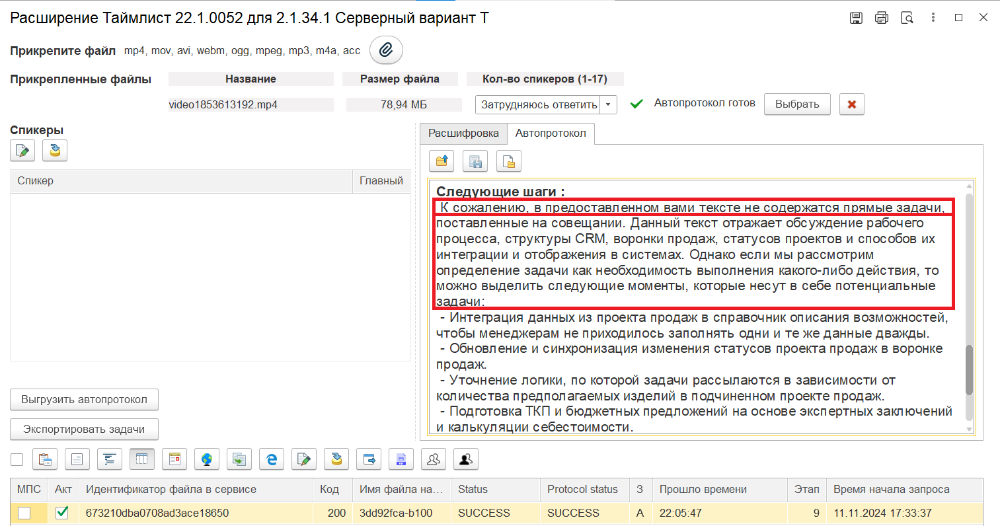 Расширение Таймлист 22.1.0052 для 2.1.34.1 Серверный вариант Т
Прикрепите файл mp4, mov, avi, webm, ogg, mpeg, mp3, m4a, acc
Прикрепленные файлы Название Размер файла Кол-во спикеров (1-17)
video1853613192.mp4 78,94 МБ Затрудняюсь ответить Автопротокол готов Выбрать
Спикеры
Спикер Главный
Расшифровка Автопротокол
Следующие шаги :
К сожалению, в предоставленном вами тексте не содержатся прямые задачи,
поставленные на совещании. Данный текст отражает обсуждение рабочего
процесса, структуры CRM, воронки продаж, статусов проектов и способов их
интеграции и отображения в системах. Однако если мы рассмотрим
определение задачи как необходимость выполнения какого-либо действия, то
можно выделить следующие моменты, которые несут в себе потенциальные
задачи:
- Интеграция данных из проекта продаж в справочник описания возможностей,
чтобы менеджерам не приходилось заполнять одни и те же данные дважды.
- Обновление и синхронизация изменения статусов проекта продаж в воронке
продаж.
- Уточнение логики, по которой задачи рассылаются в зависимости от
количества предполагаемых изделий в подчиненном проекте продаж.
- Подготовка ТКП и бюджетных предложений на основе экспертных заключений
и калькуляции себестоимости.
Выгрузить автопротокол
Экспортировать задачи
МПС Акт Идентификатор файла в сервисе Код Имя файла на... Status Protocol status З Прошло времени Этап Время начала запроса
673210dba0708ad3ace18650 200 3dd92fca-b100 SUCCESS SUCCESS А 22:05:47 9 11.11.2024 17:33:37